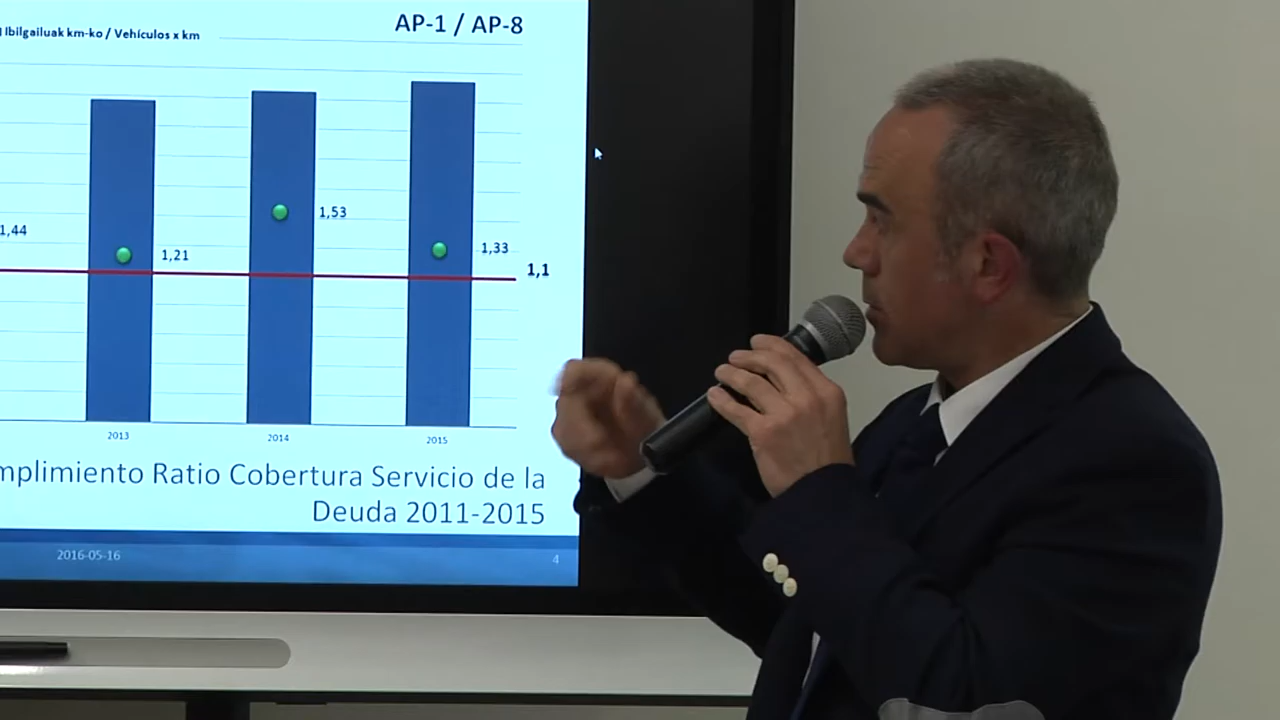 AP-1 / AP-8
Ibilgailuak km-ko / Vehículos x km
1,44
1,21
1,53
1,33
1,1
2013
2014
2015
Ratio Cobertura Servicio de la
Deuda 2011-2015
2016-05-16
4